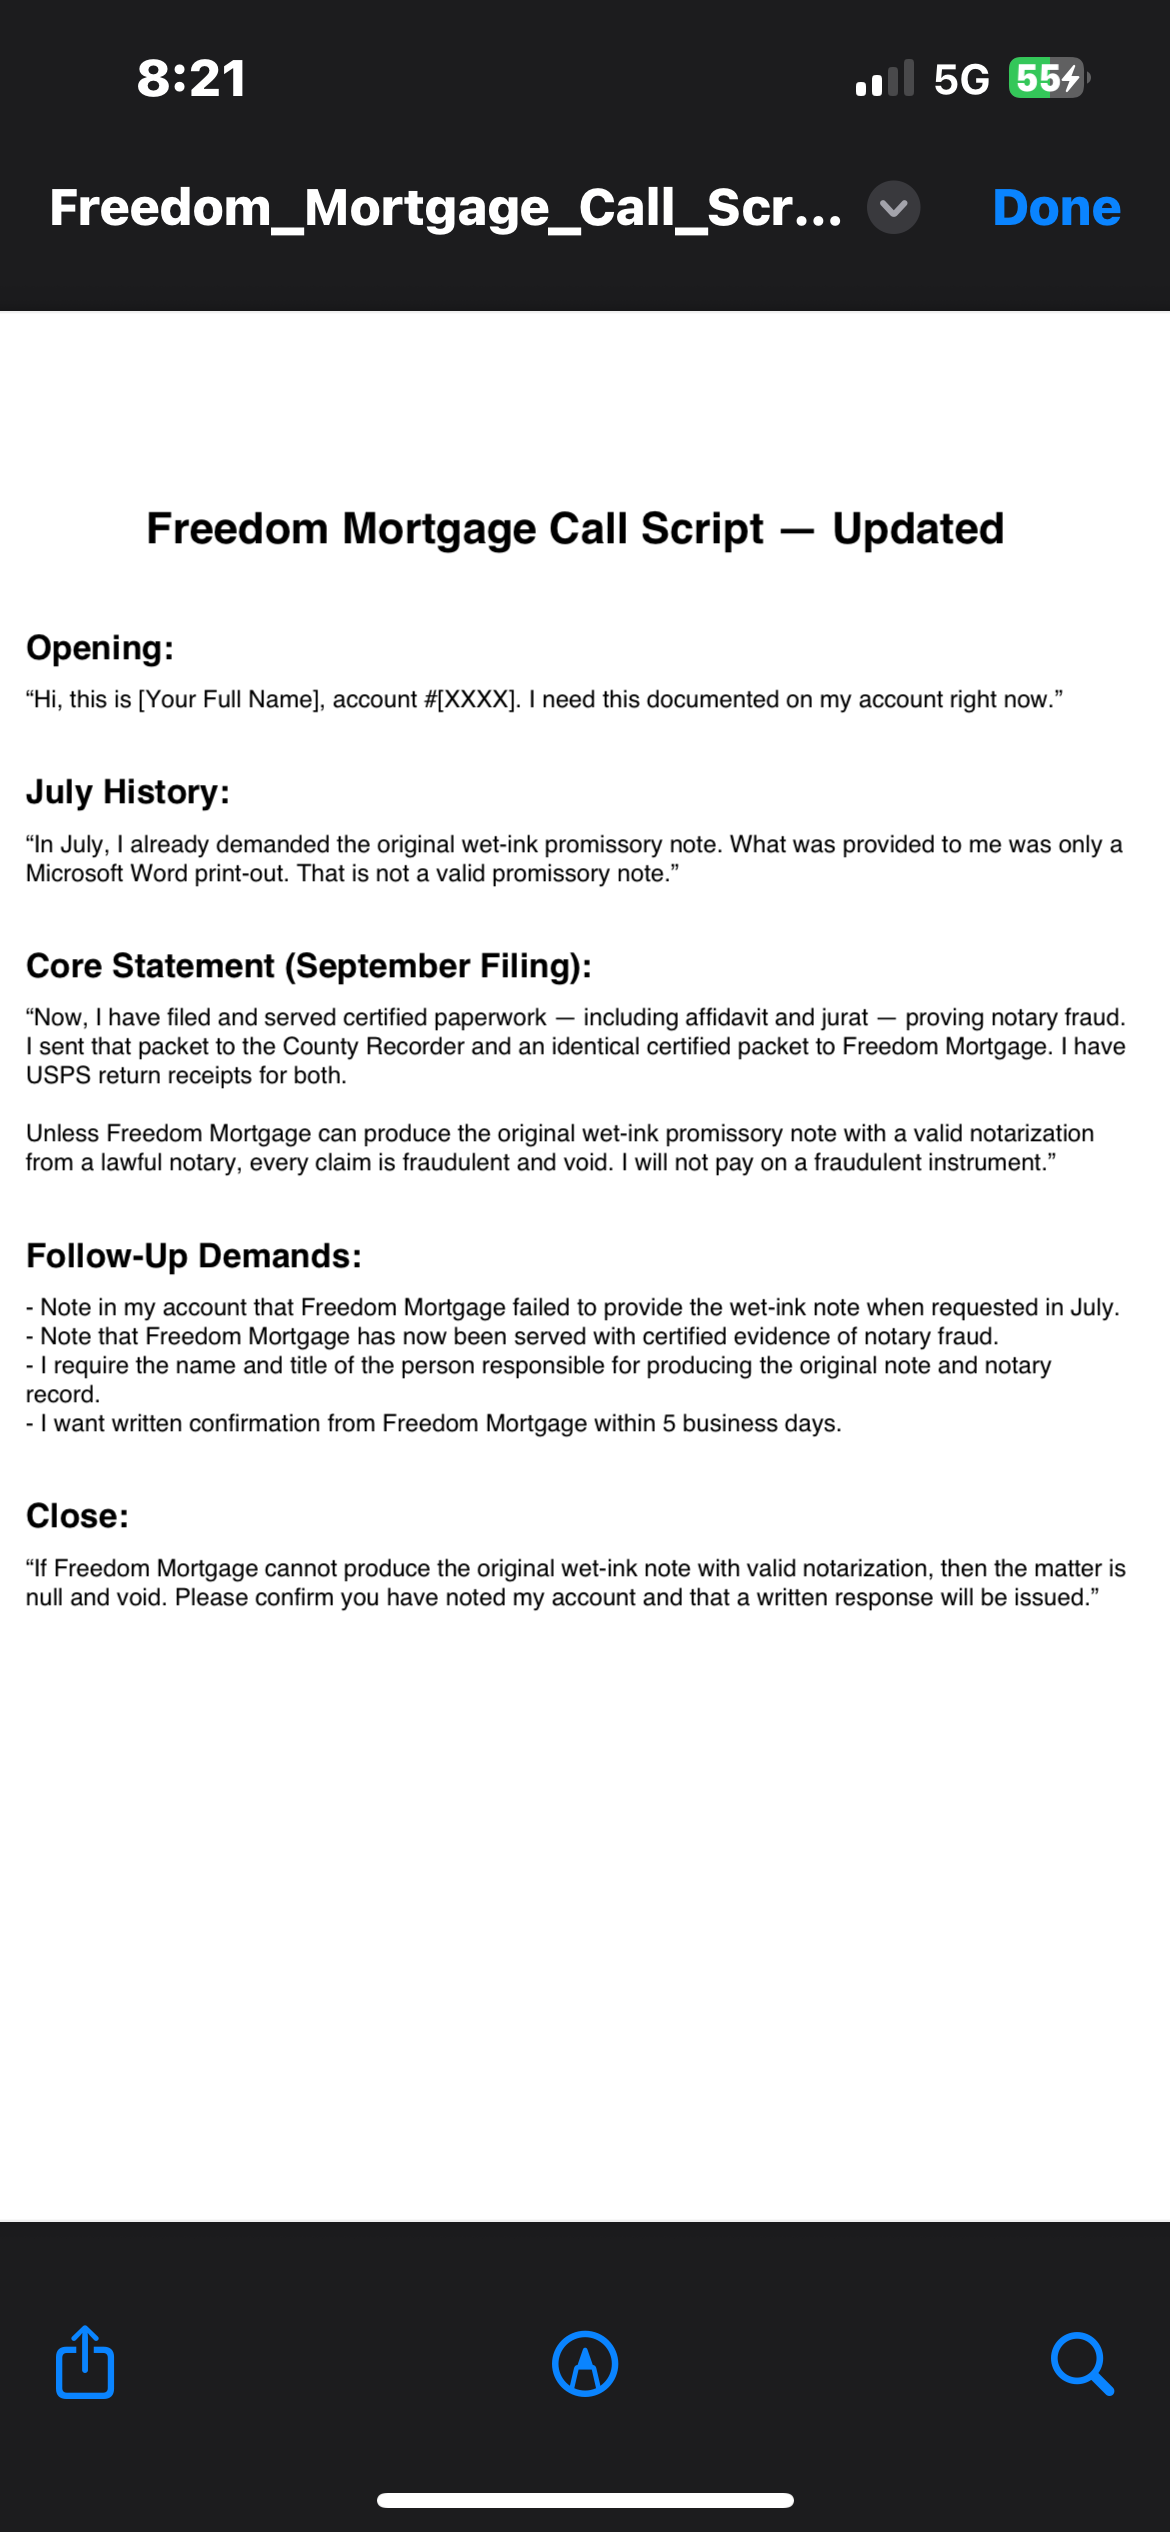 8:21
5G
55
Freedom_Mortgage_Call_Scr...
Done
Freedom Mortgage Call Script — Updated
Opening:
“Hi, this is [Your Full Name], account #[XXXX]. I need this documented on my account right now.”
July History:
“In July, I already demanded the original wet-ink promissory note. What was provided to me was only a
Microsoft Word print-out. That is not a valid promissory note.”
Core Statement (September Filing):
“Now, I have filed and served certified paperwork — including affidavit and jurat — proving notary fraud.
I sent that packet to the County Recorder and an identical certified packet to Freedom Mortgage. I have
USPS return receipts for both.
Unless Freedom Mortgage can produce the original wet-ink promissory note with a valid notarization
from a lawful notary, every claim is fraudulent and void. I will not pay on a fraudulent instrument.”
Follow-Up Demands:
- Note in my account that Freedom Mortgage failed to provide the wet-ink note when requested in July.
- Note that Freedom Mortgage has now been served with certified evidence of notary fraud.
- I require the name and title of the person responsible for producing the original note and notary
record.
- I want written confirmation from Freedom Mortgage within 5 business days.
Close:
“If Freedom Mortgage cannot produce the original wet-ink note with valid notarization, then the matter is
null and void. Please confirm you have noted my account and that a written response will be issued.”